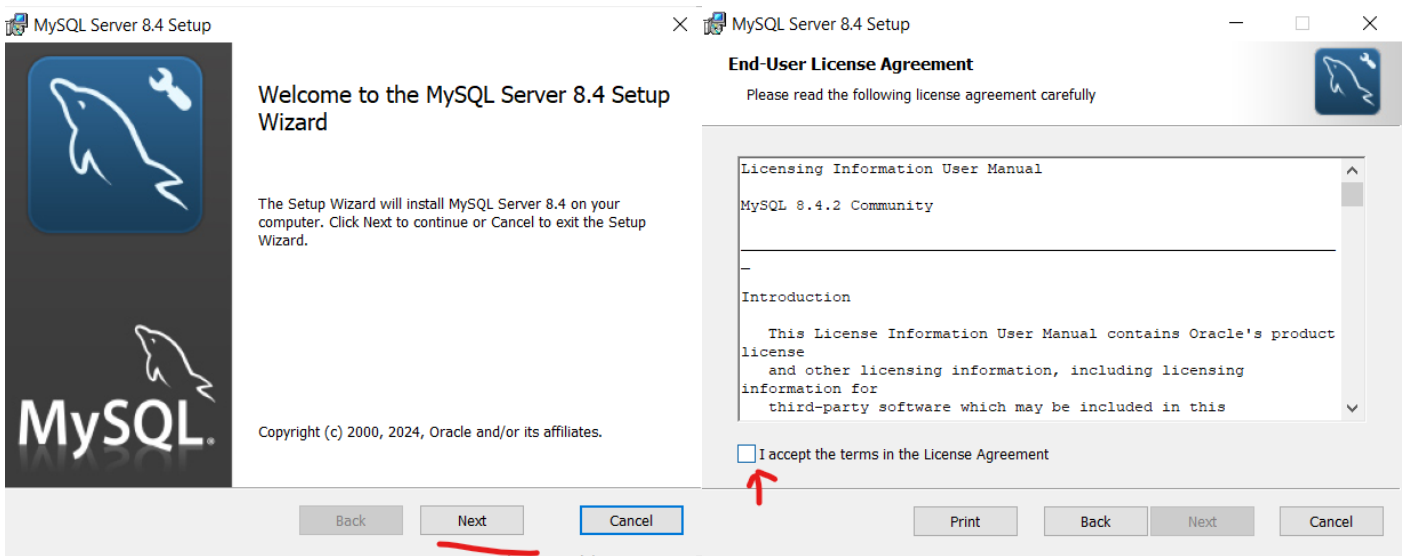 MySQL Server 8.4 Setup
Welcome to the MySQL Server 8.4 Setup
Wizard
The Setup Wizard will install MySQL Server 8.4 on your
computer. Click Next to continue or Cancel to exit the Setup
Wizard.
MySQL.
Copyright (c) 2000, 2024, Oracle and/or its affiliates.
Back
Next
Cancel
MySQL Server 8.4 Setup
End-User License Agreement
Please read the following license agreement carefully
Licensing Information User Manual
MySQL 8.4.2 Community
Introduction
This License Information User Manual contains Oracle's product
license
and other licensing information, including licensing
information for
third-party software which may be included in this
I accept the terms in the License Agreement
Print
Back
Next
Cancel